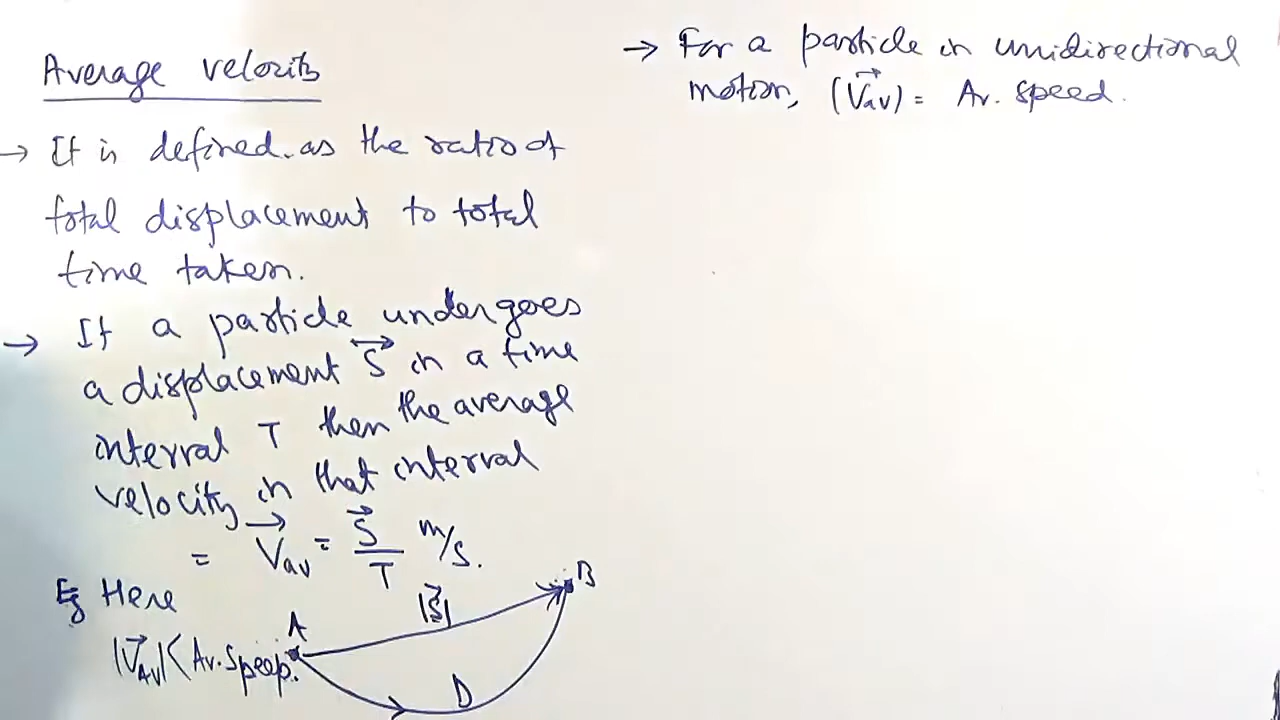 Average velocity
→ It is defined as the ratio of
total displacement to total
time taken.
→ If a particle undergoes
a displacement S⃗ in a time
interval T then the average
velocity in that interval
= V⃗av = S⃗/T m/s.
Eg Here
|V⃗Av| < Av. Speep.
A
|S⃗|
B
D
→ For a particle in unidirectional
motion, (V⃗av) = Av. speed.